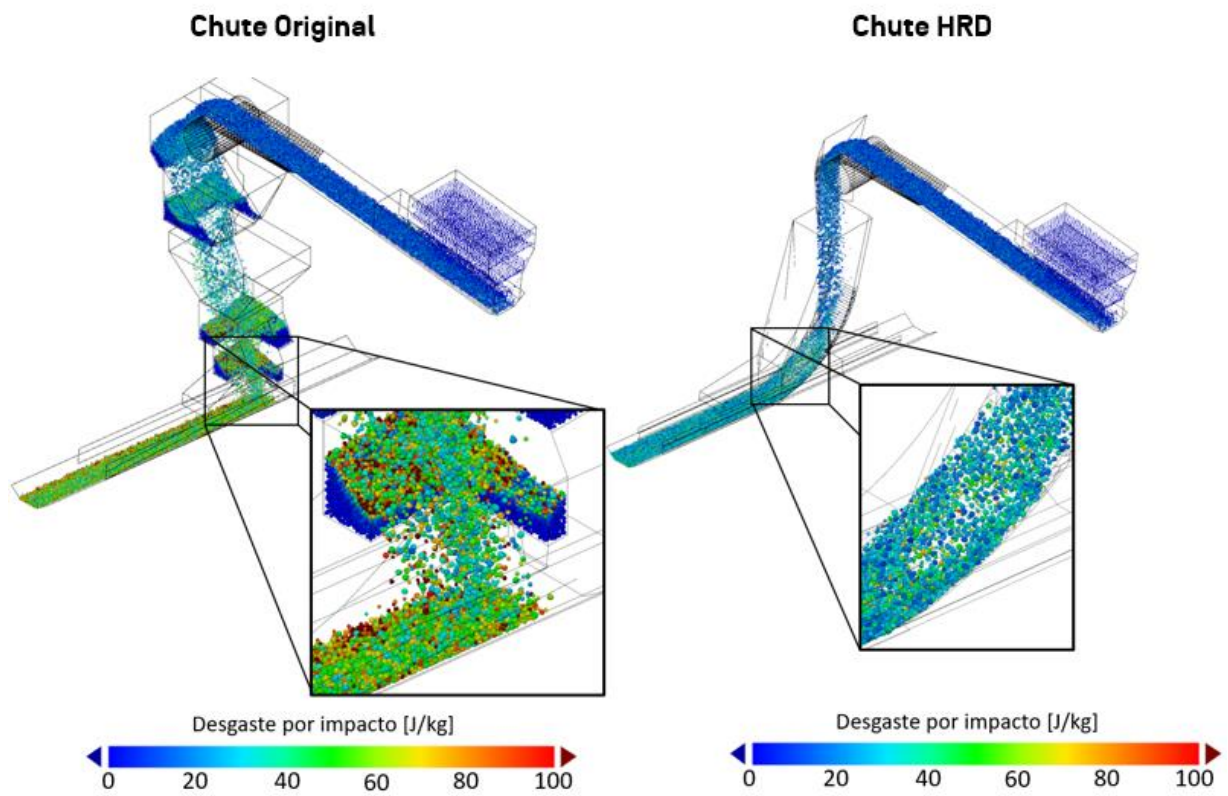 Chute Original
Chute HRD
Desgaste por impacto [J/kg]
0 20 40 60 80 100
Desgaste por impacto [J/kg]
0 20 40 60 80 100